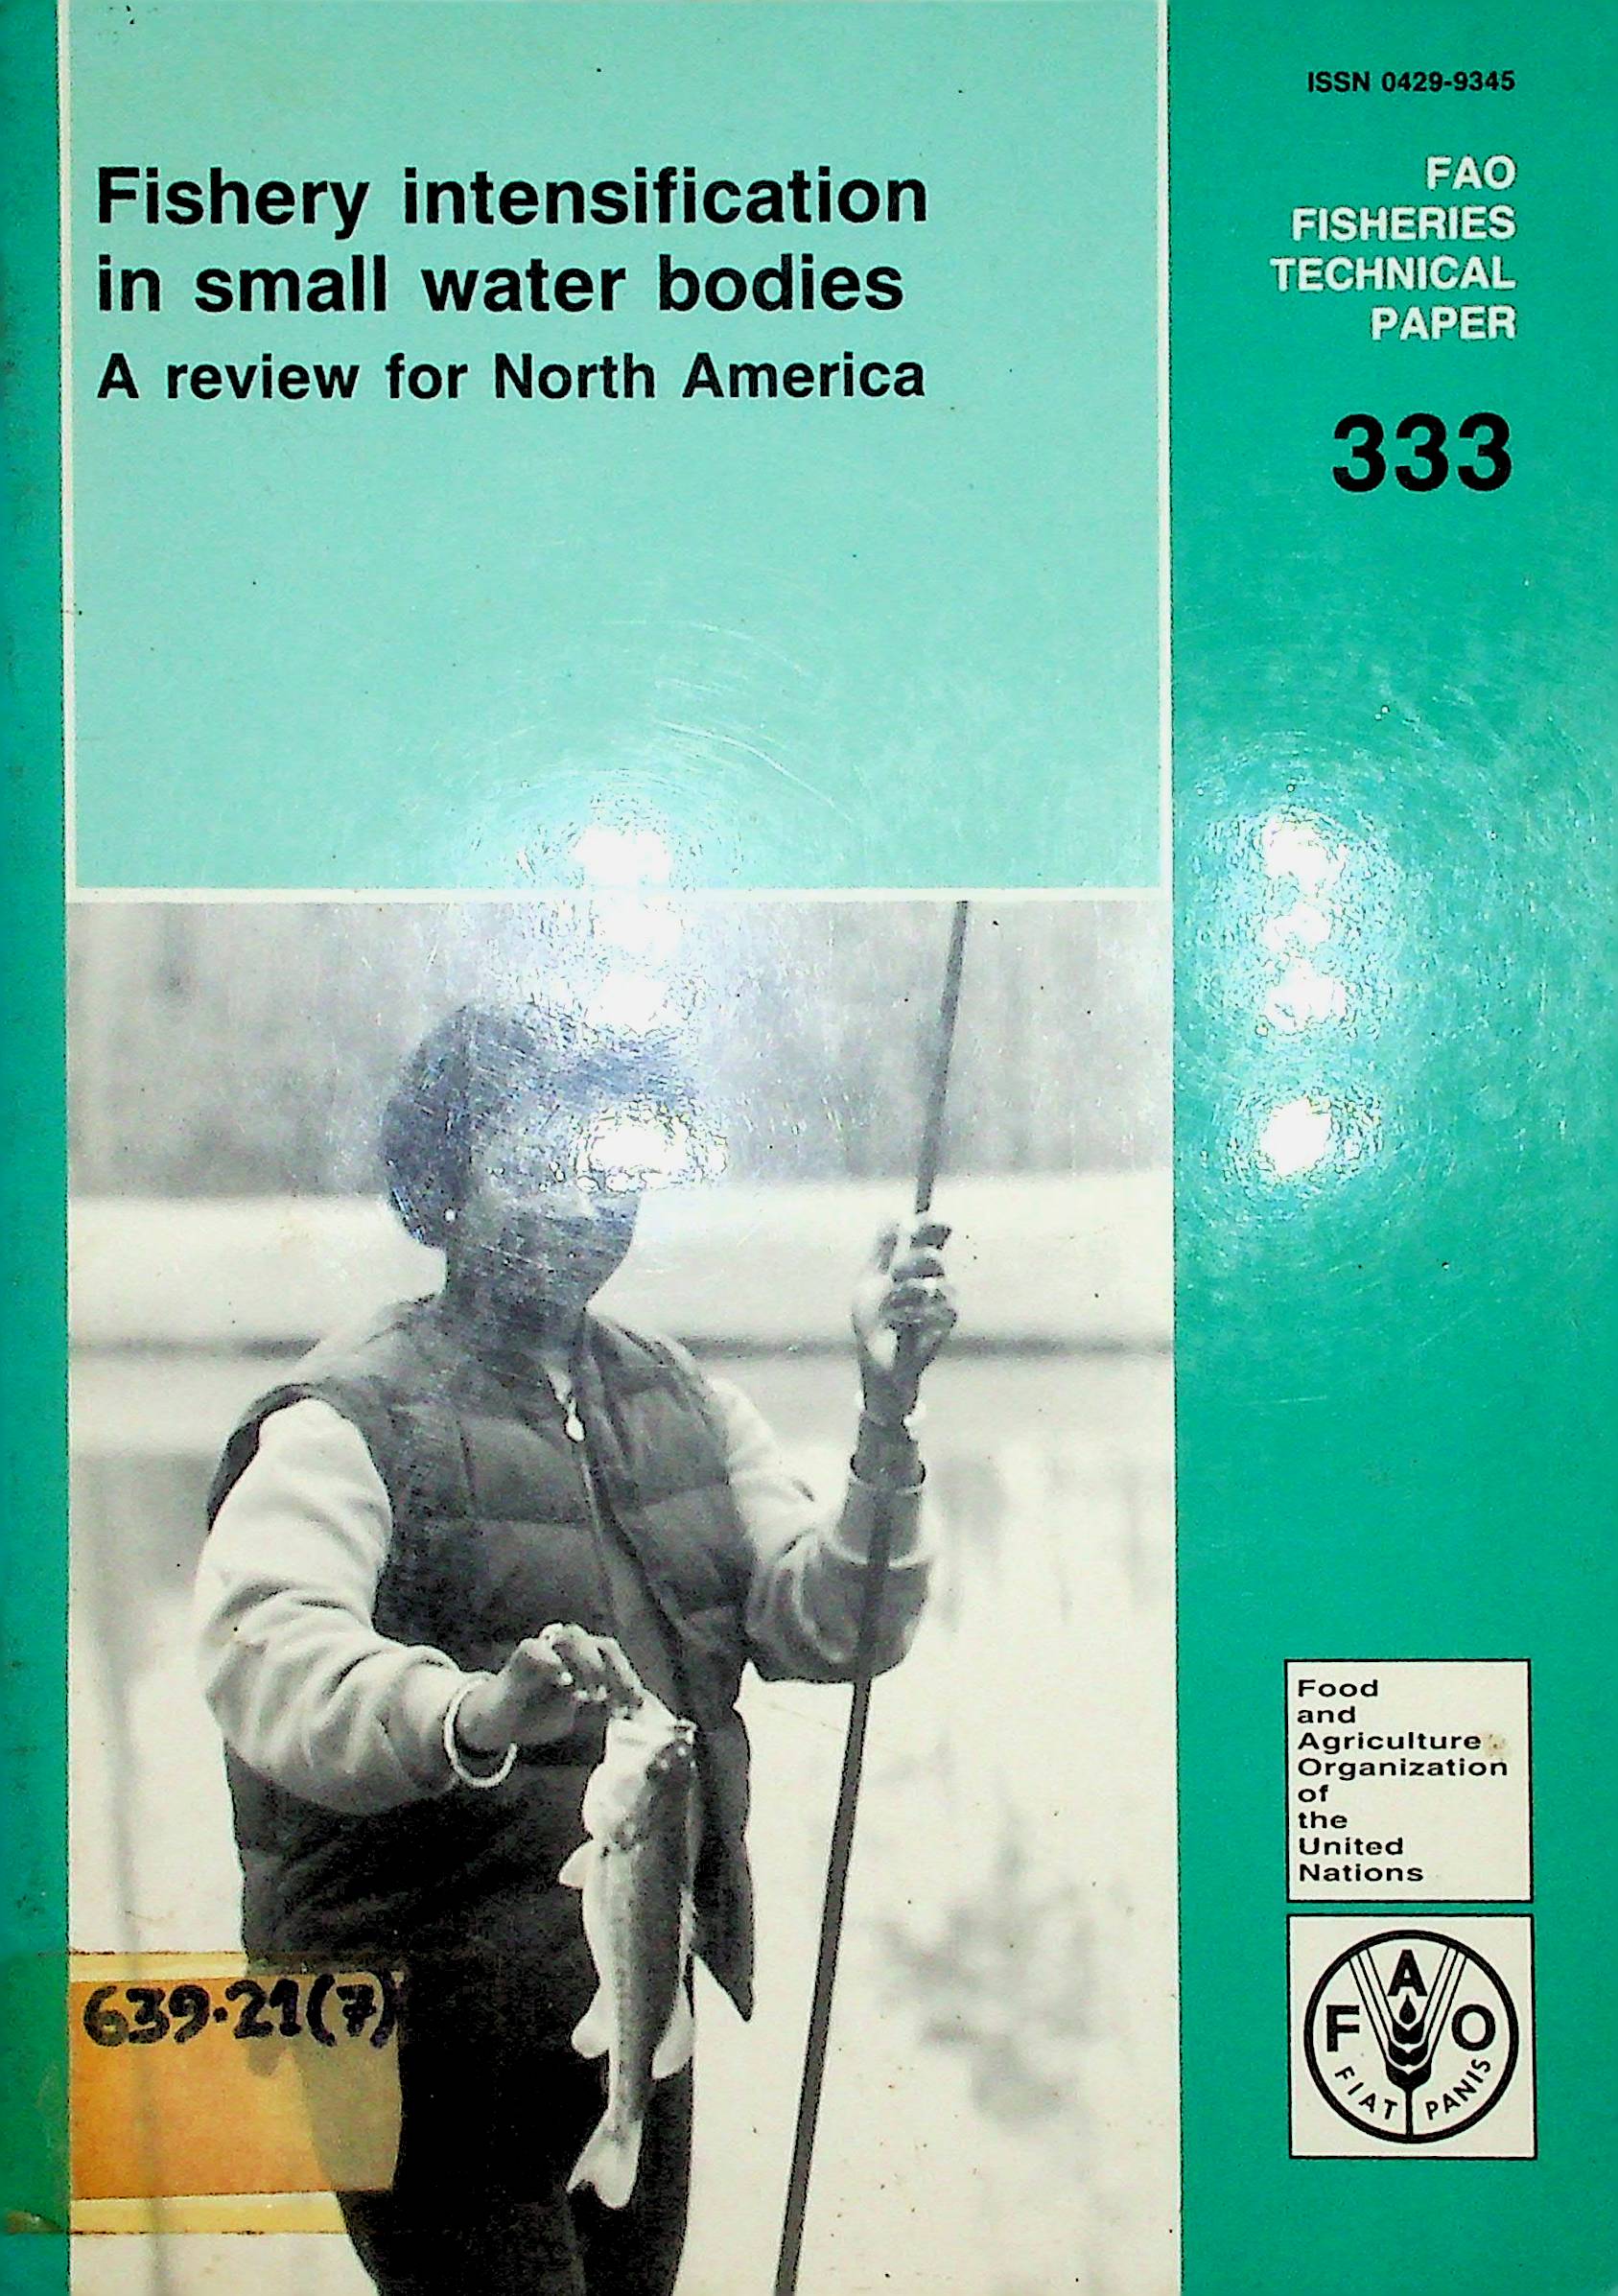 Fishery intensification
in small water bodies
A review for North America
ISSN 0429-9345
FAO
FISHERIES
TECHNICAL
PAPER
333
Food
and
Agriculture
Organization
of
the
United
Nations
F A O
FIAT PANIS
639.21(7)